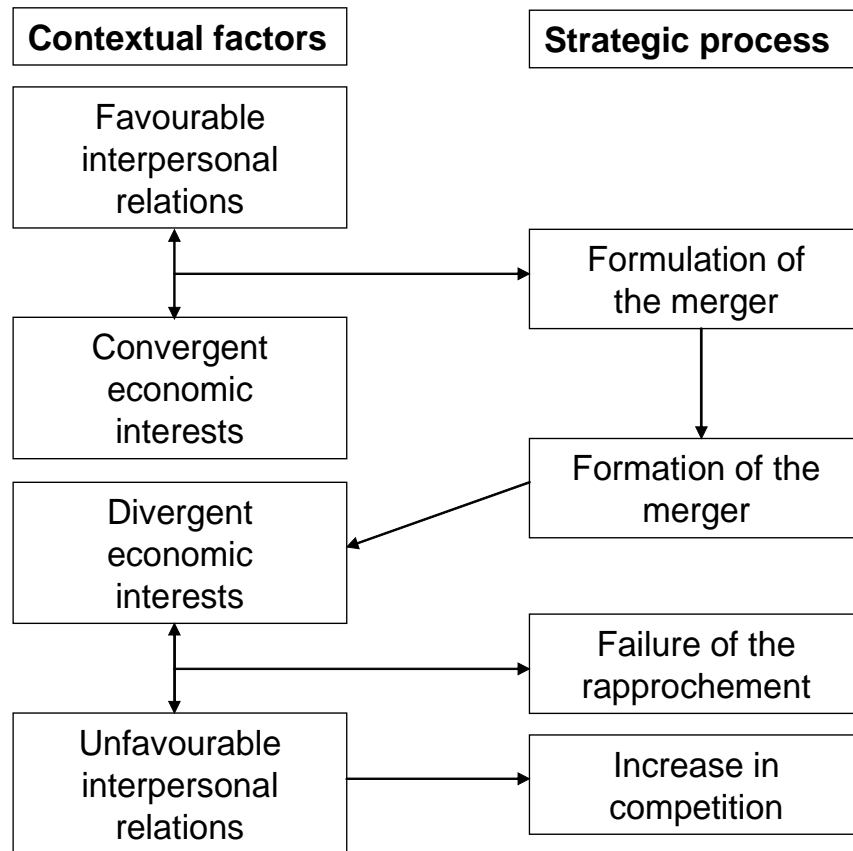 Contextual factors
Strategic process
Favourable
interpersonal
relations
Formulation of
the merger
Convergent
economic
interests
Formation of the
merger
Divergent
economic
interests
Failure of the
rapprochement
Unfavourable
interpersonal
relations
Increase in
competition